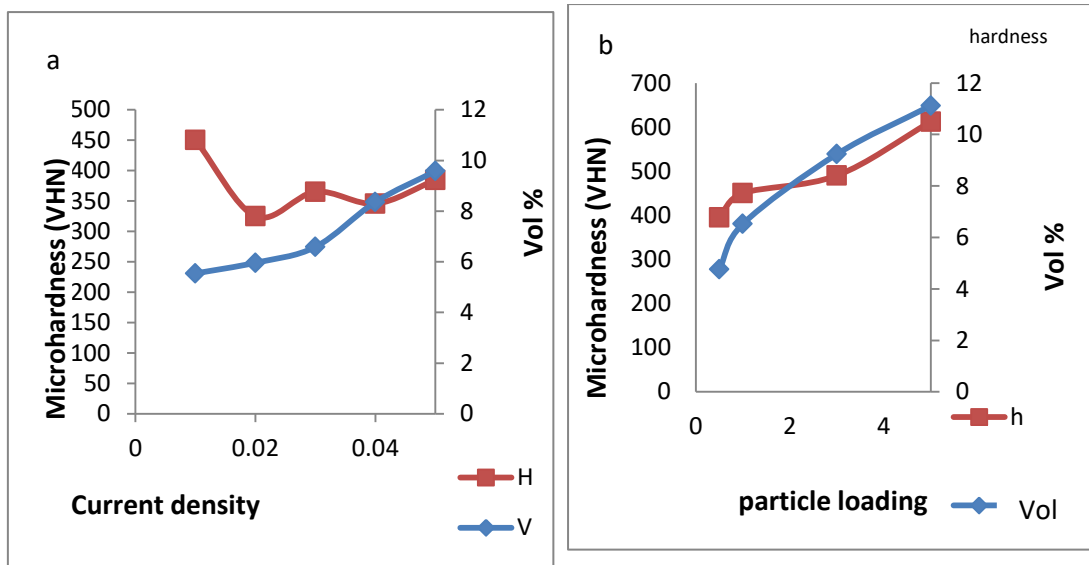 a
Microhardness (VHN)
500
450
400
350
300
250
200
150
100
50
0
12
10
8
6
4
2
0
Vol %
0 0.02 0.04
Current density
H
V
b
hardness
Microhardness (VHN)
700
600
500
400
300
200
100
0
12
10
8
6
4
2
0
Vol %
2 4
particle loading
h
Vol